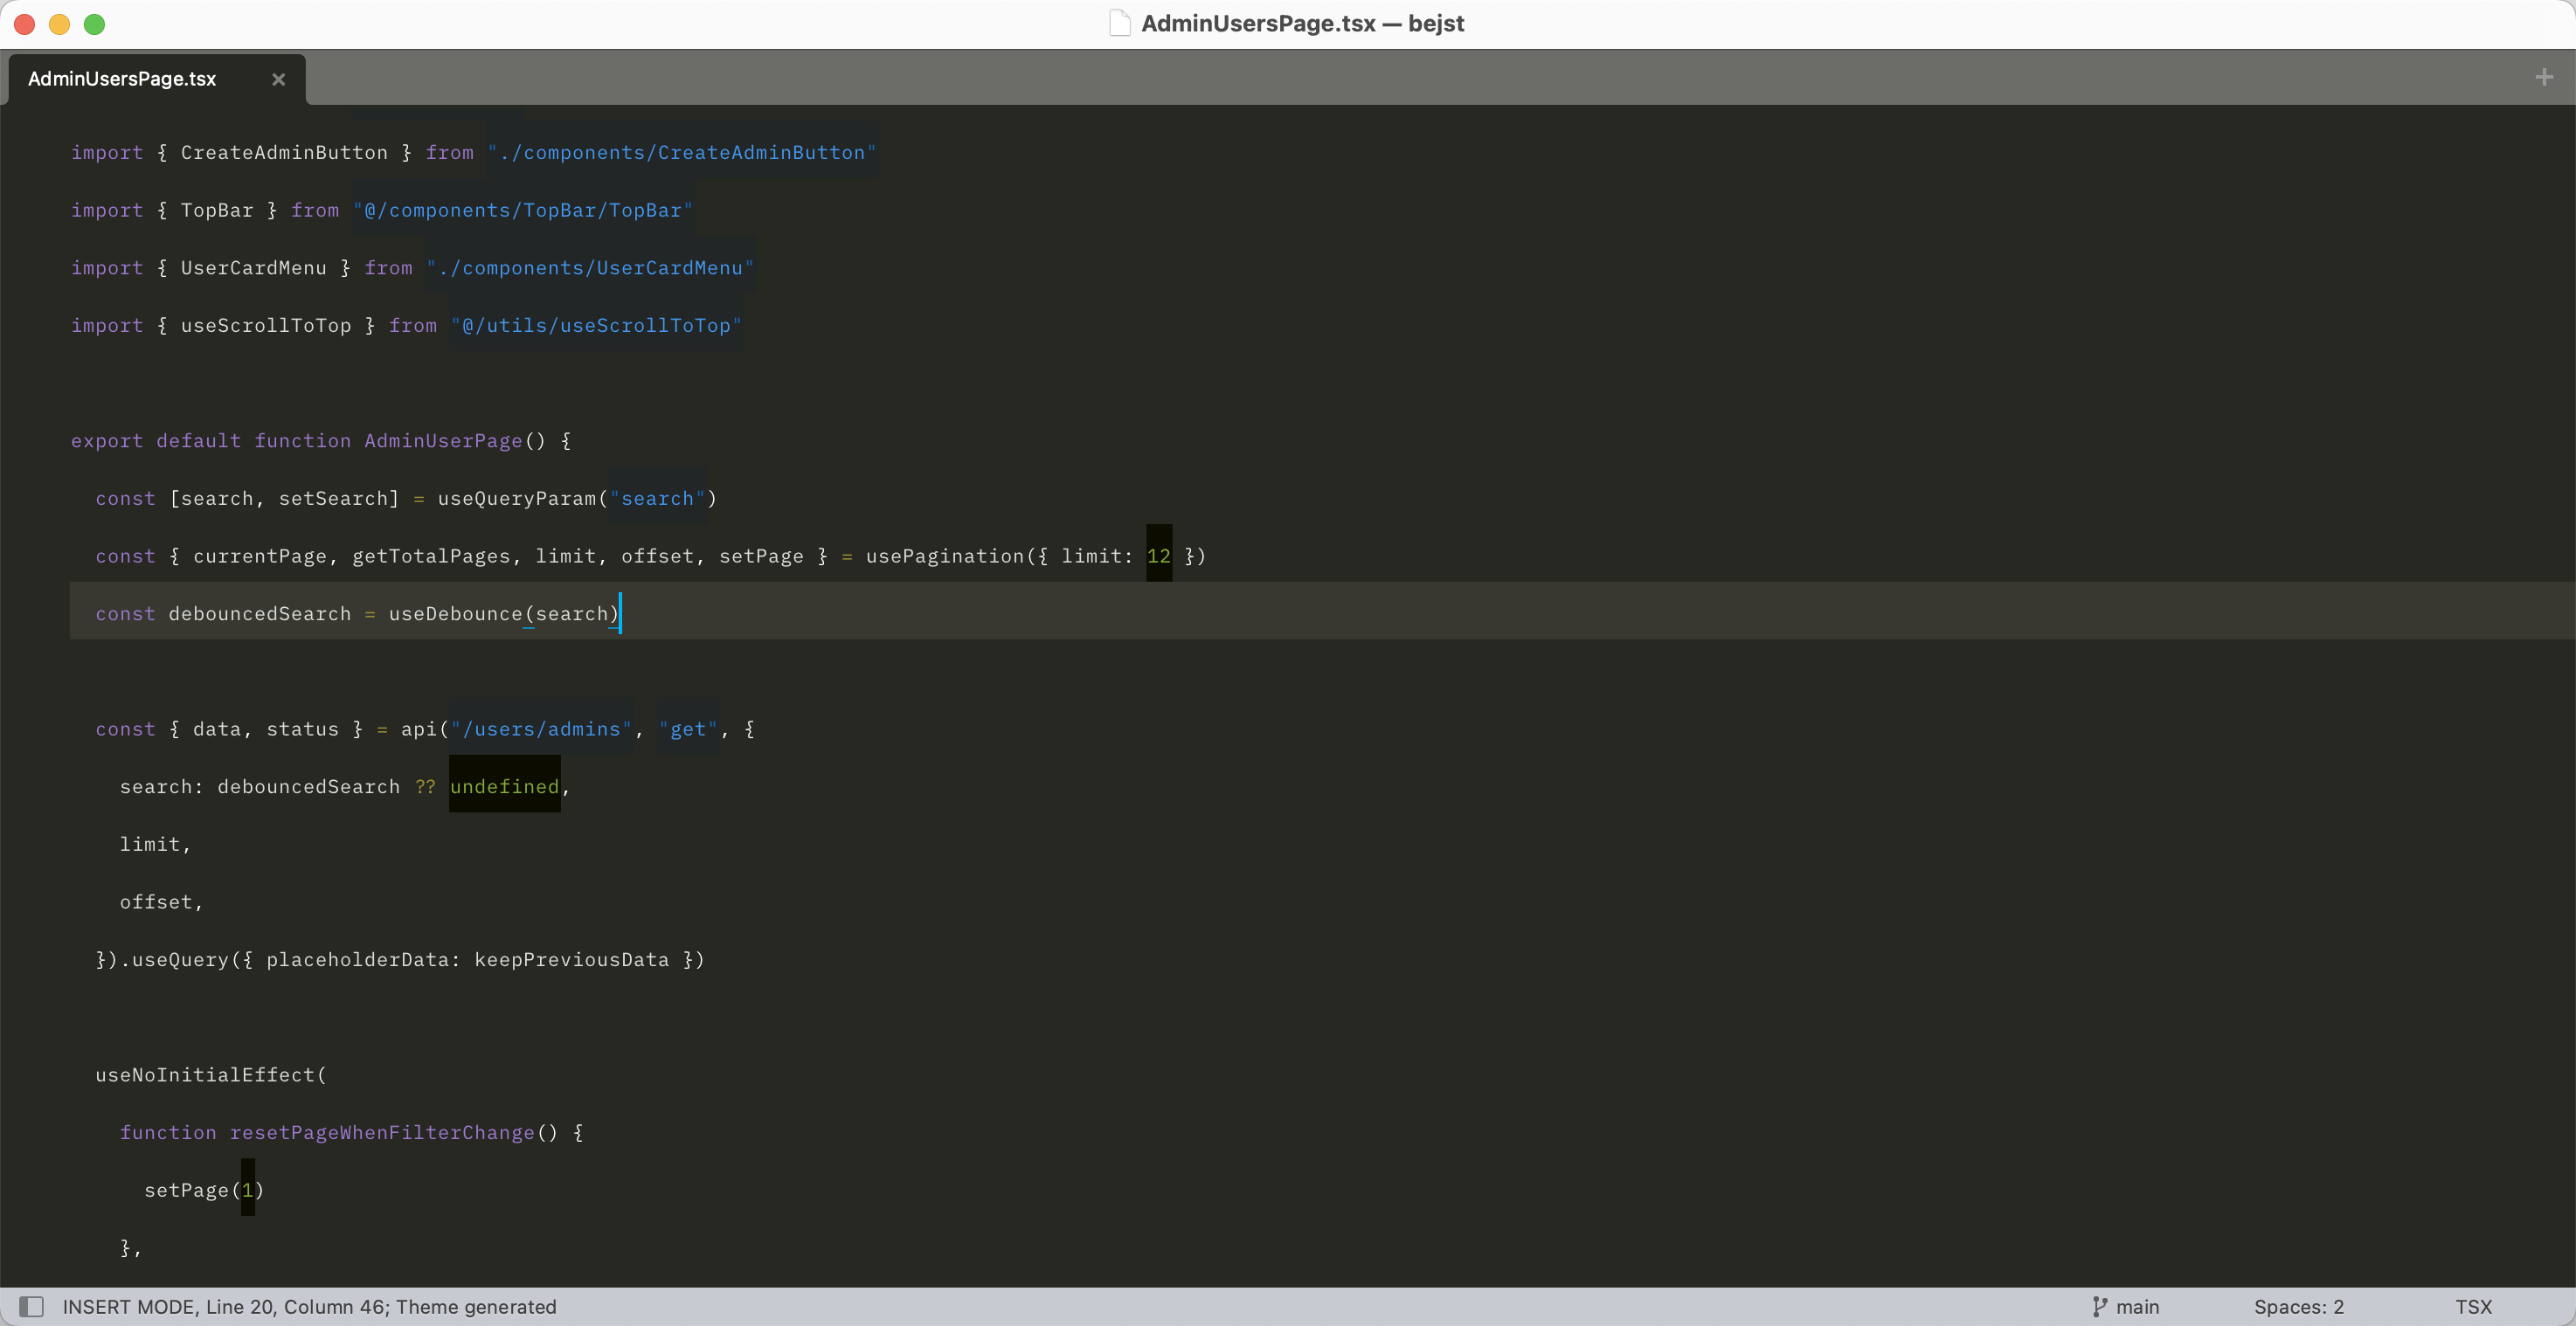 AdminUsersPage.tsx — bejst
AdminUsersPage.tsx
import { CreateAdminButton } from "./components/CreateAdminButton"
import { TopBar } from "@/components/TopBar/TopBar"
import { UserCardMenu } from "./components/UserCardMenu"
import { useScrollToTop } from "@/utils/useScrollToTop"
export default function AdminUserPage() {
const [search, setSearch] = useQueryParam("search")
const { currentPage, getTotalPages, limit, offset, setPage } = usePagination({ limit: 12 })
const debouncedSearch = useDebounce(search)
const { data, status } = api("/users/admins", "get", {
search: debouncedSearch ?? undefined,
limit,
offset,
}).useQuery({ placeholderData: keepPreviousData })
useNoInitialEffect(
function resetPageWhenFilterChange() {
setPage(1)
},
INSERT MODE, Line 20, Column 46; Theme generated
main
Spaces: 2
TSX